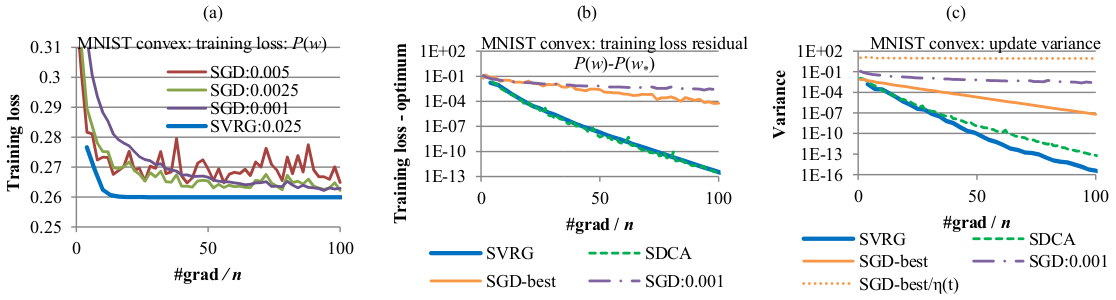 (a)
MNIST convex: training loss: P(w)
Training loss
0.31
0.3
0.29
0.28
0.27
0.26
0.25
SGD:0.005
SGD:0.0025
SGD:0.001
SVRG:0.025
0
50
100
#grad / n
(b)
MNIST convex: training loss residual
P(w)-P(w*)
Training loss - optimum
1E+02
1E-01
1E-04
1E-07
1E-10
1E-13
0
50
100
#grad / n
SVRG
SDCA
SGD-best
SGD:0.001
(c)
MNIST convex: update variance
Variance
1E+02
1E-01
1E-04
1E-07
1E-10
1E-13
1E-16
0
50
100
#grad / n
SVRG
SDCA
SGD-best
SGD:0.001
SGD-best/η(t)